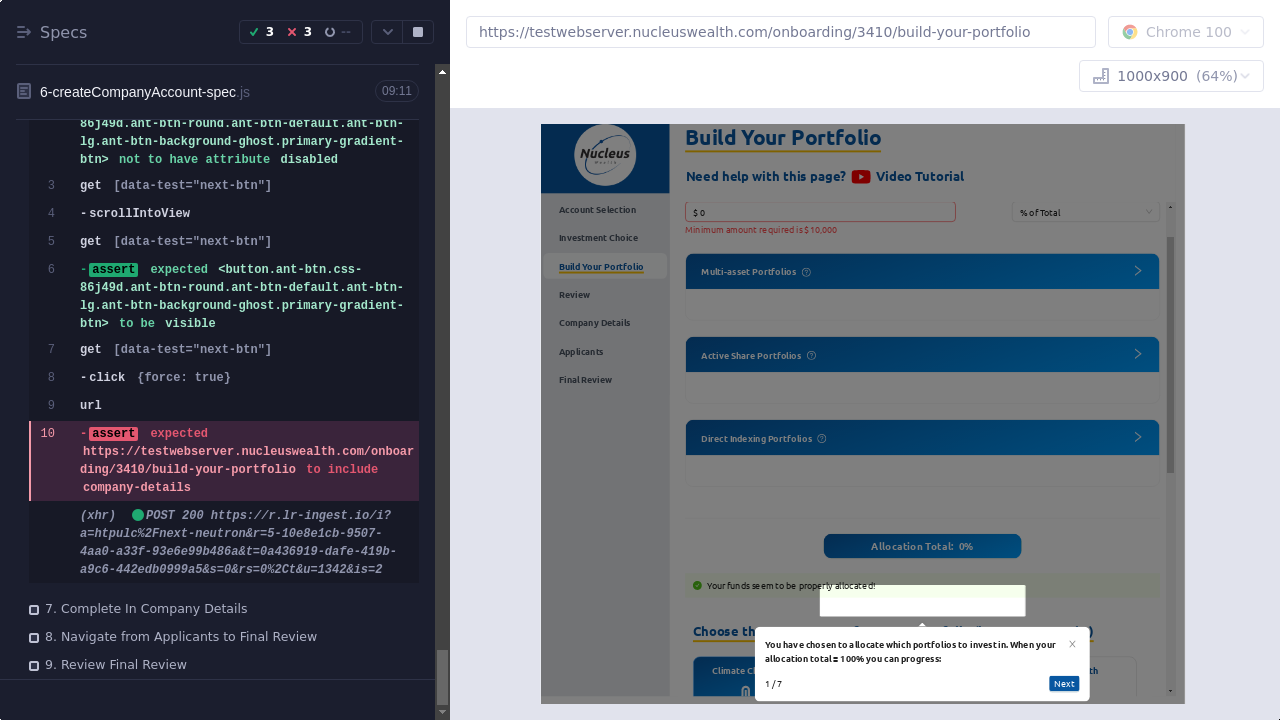 Specs
3
3
--
6-createCompanyAccount-spec.js
09:11
86j49d.ant-btn-round.ant-btn-default.ant-btn-
lg.ant-btn-background-ghost.primary-gradient-
btn> not to have attribute disabled
3 get [data-test="next-btn"]
4 -scrollIntoView
5 get [data-test="next-btn"]
6 -assert expected <button.ant-btn.css-
86j49d.ant-btn-round.ant-btn-default.ant-btn-
lg.ant-btn-background-ghost.primary-gradient-
btn> to be visible
7 get [data-test="next-btn"]
8 -click {force: true}
9 url
10 -assert expected
https://testwebserver.nucleuswealth.com/onboar
ding/3410/build-your-portfolio to include
company-details
(xhr) POST 200 https://r.lr-ingest.io/i?
a=htpulc%2Fnext-neutron&r=5-10e8e1cb-9507-
4aa0-a33f-93e6e99b486a&t=0a436919-dafe-419b-
a9c6-442edb0999a5&s=0&rs=0%2Ct&u=1342&is=2
7. Complete In Company Details
8. Navigate from Applicants to Final Review
9. Review Final Review
https://testwebserver.nucleuswealth.com/onboarding/3410/build-your-portfolio
Chrome 100
1000x900 (64%)
Nucleus
Wealth
Account Selection
Investment Choice
Build Your Portfolio
Review
Company Details
Applicants
Final Review
Build Your Portfolio
Need help with this page? Video Tutorial
$ 0
% of Total
Minimum amount required is $ 10,000
Multi-asset Portfolios
Active Share Portfolios
Direct Indexing Portfolios
Allocation Total: 0%
Your funds seem to be properly allocated!
Choose th
Climate Cl
th
You have chosen to allocate which portfolios to invest in. When your
allocation total = 100% you can progress:
1 / 7
Next